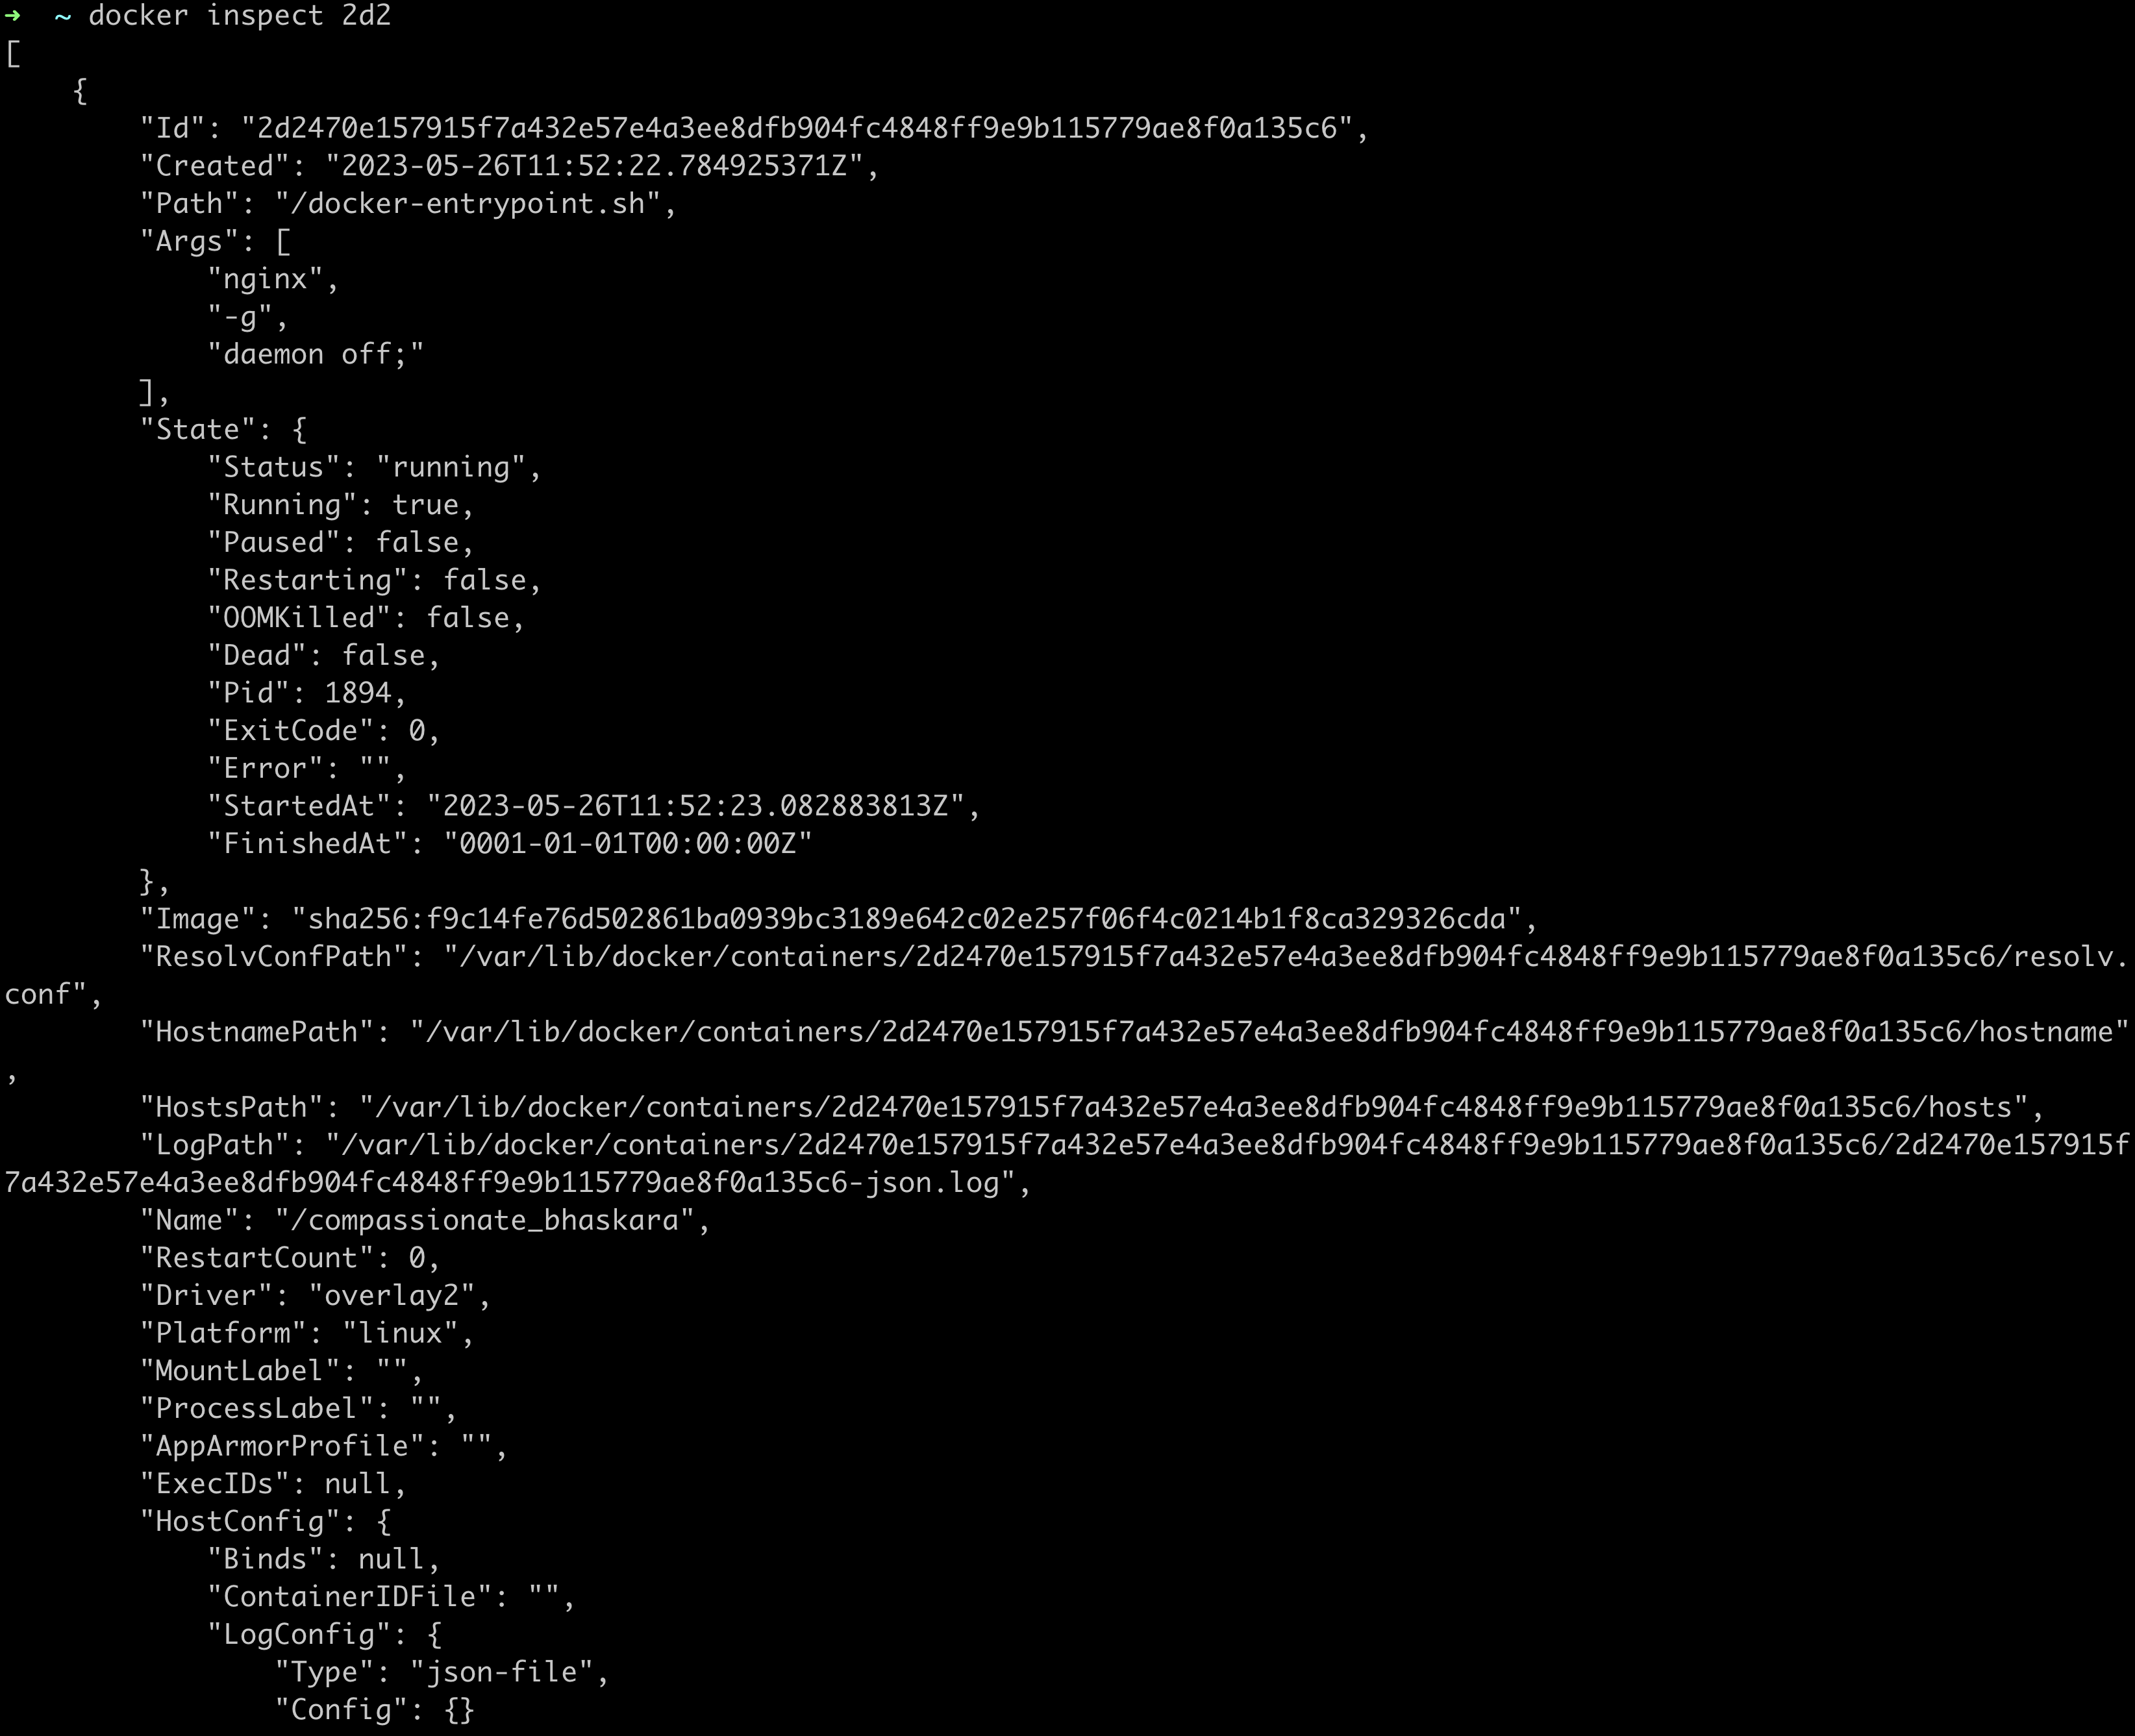 ➜  ~ docker inspect 2d2
[
    {
        "Id": "2d2470e157915f7a432e57e4a3ee8dfb904fc4848ff9e9b115779ae8f0a135c6",
        "Created": "2023-05-26T11:52:22.784925371Z",
        "Path": "/docker-entrypoint.sh",
        "Args": [
            "nginx",
            "-g",
            "daemon off;"
        ],
        "State": {
            "Status": "running",
            "Running": true,
            "Paused": false,
            "Restarting": false,
            "OOMKilled": false,
            "Dead": false,
            "Pid": 1894,
            "ExitCode": 0,
            "Error": "",
            "StartedAt": "2023-05-26T11:52:23.082883813Z",
            "FinishedAt": "0001-01-01T00:00:00Z"
        },
        "Image": "sha256:f9c14fe76d502861ba0939bc3189e642c02e257f06f4c0214b1f8ca329326cda",
        "ResolvConfPath": "/var/lib/docker/containers/2d2470e157915f7a432e57e4a3ee8dfb904fc4848ff9e9b115779ae8f0a135c6/resolv.
conf",
        "HostnamePath": "/var/lib/docker/containers/2d2470e157915f7a432e57e4a3ee8dfb904fc4848ff9e9b115779ae8f0a135c6/hostname"
,
        "HostsPath": "/var/lib/docker/containers/2d2470e157915f7a432e57e4a3ee8dfb904fc4848ff9e9b115779ae8f0a135c6/hosts",
        "LogPath": "/var/lib/docker/containers/2d2470e157915f7a432e57e4a3ee8dfb904fc4848ff9e9b115779ae8f0a135c6/2d2470e157915f
7a432e57e4a3ee8dfb904fc4848ff9e9b115779ae8f0a135c6-json.log",
        "Name": "/compassionate_bhaskara",
        "RestartCount": 0,
        "Driver": "overlay2",
        "Platform": "linux",
        "MountLabel": "",
        "ProcessLabel": "",
        "AppArmorProfile": "",
        "ExecIDs": null,
        "HostConfig": {
            "Binds": null,
            "ContainerIDFile": "",
            "LogConfig": {
                "Type": "json-file",
                "Config": {}